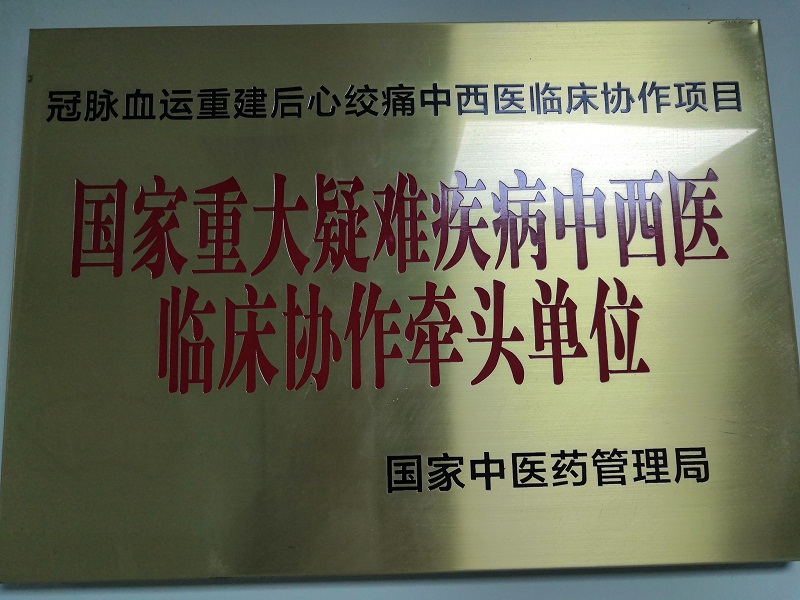 冠脉血运重建后心绞痛中西医临床协作项目
国家重大疑难疾病中西医
临床协作牵头单位
国家中医药管理局